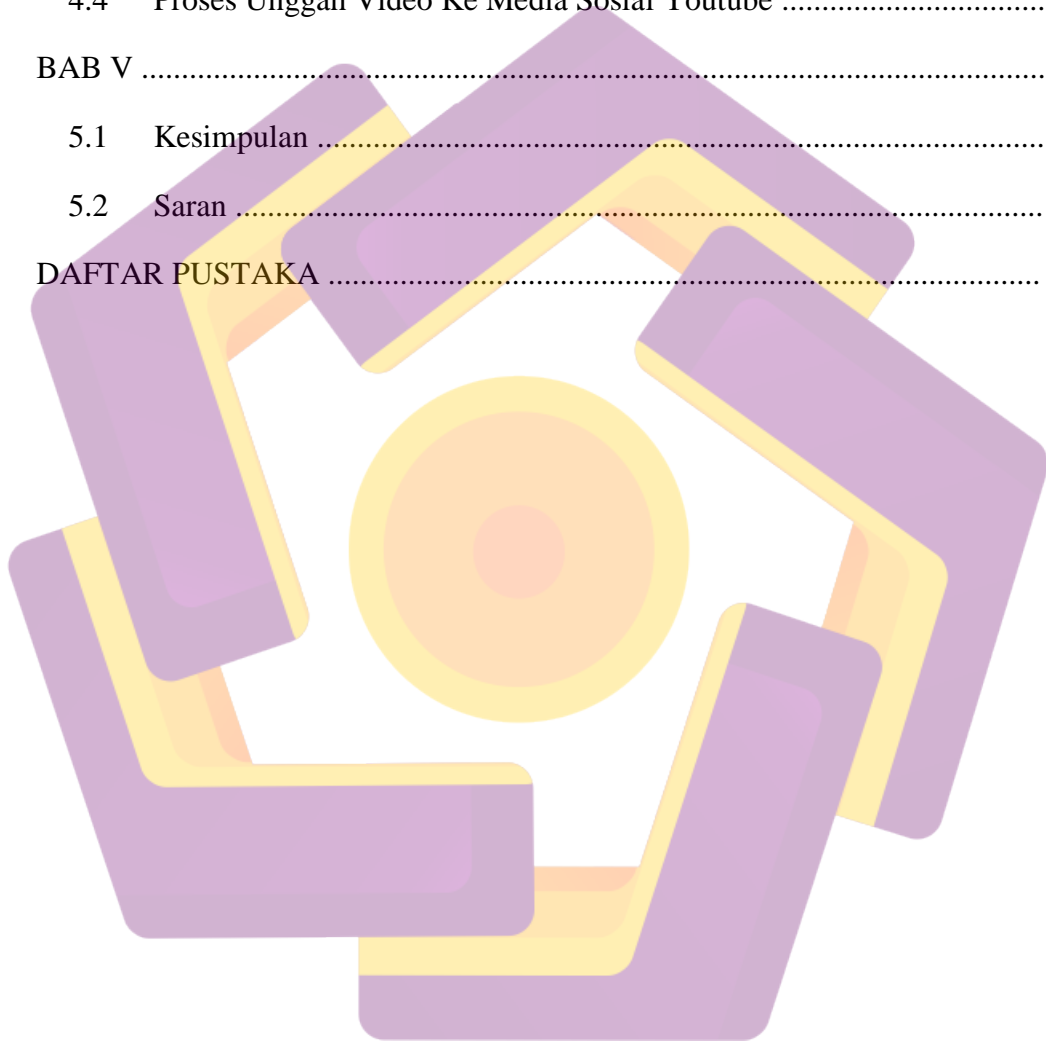 4.4 Proses Unggah Video Ke Media Sosial Youtube ..............................
BAB V ........................................................................................................
5.1 Kesimpulan ...................................................................................
5.2 Saran .............................................................................................
DAFTAR PUSTAKA ..................................................................................